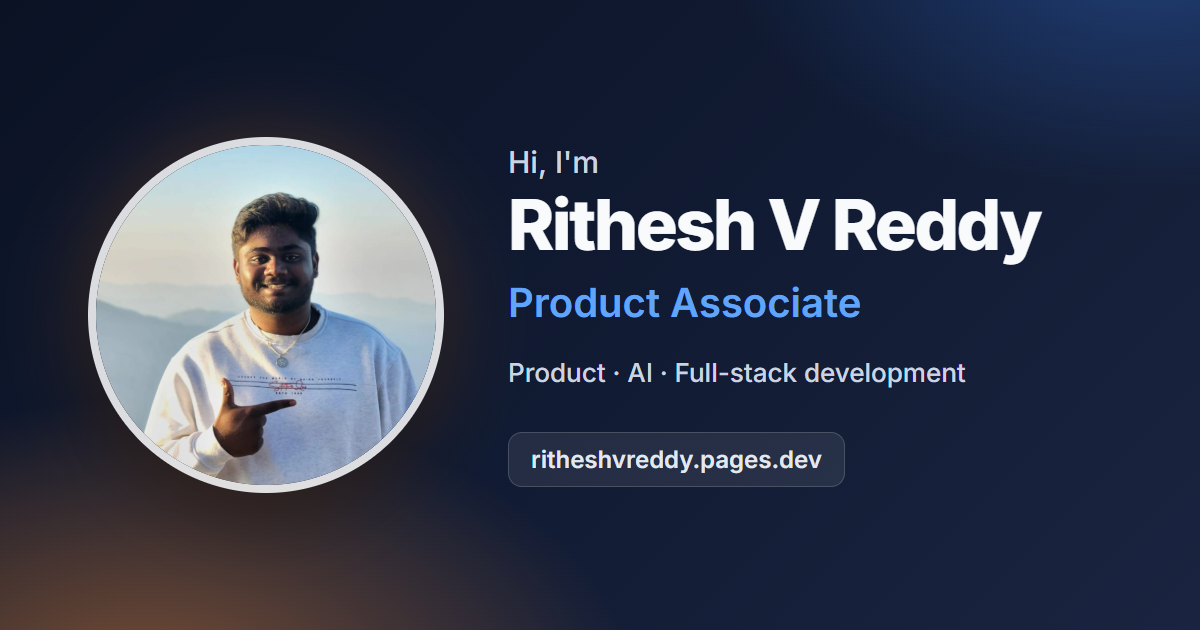 Hi, I'm
Rithesh V Reddy
Product Associate
Product · AI · Full-stack development
ritheshvreddy.pages.dev